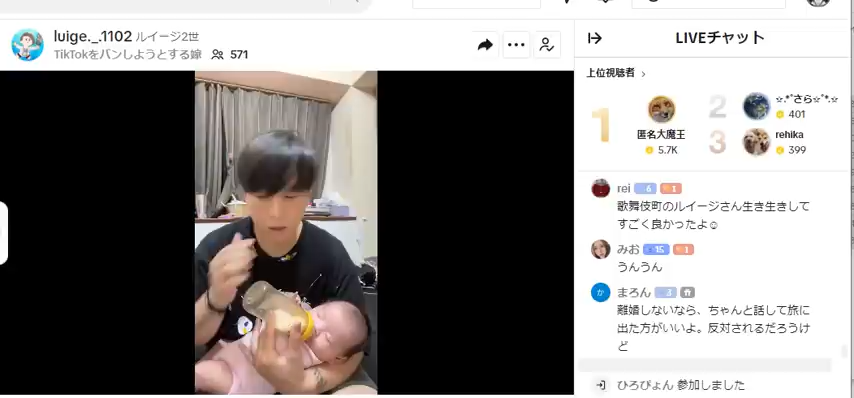 luige._.1102 ルイージ2世
TikTokをバンしようとする嫁 571
LIVEチャット
上位視聴者
1
匿名大魔王
5.7K
2
☆.*ﾟさら☆ﾟ*.☆
401
3
rehika
399
rei 6 1
歌舞伎町のルイージさん生き生きして
すごく良かったよ☺
みお 15 1
うんうん
か まろん 3
離婚しないなら、ちゃんと話して旅に
出た方がいいよ。反対されるだろうけ
ど
ひろぴょん 参加しました